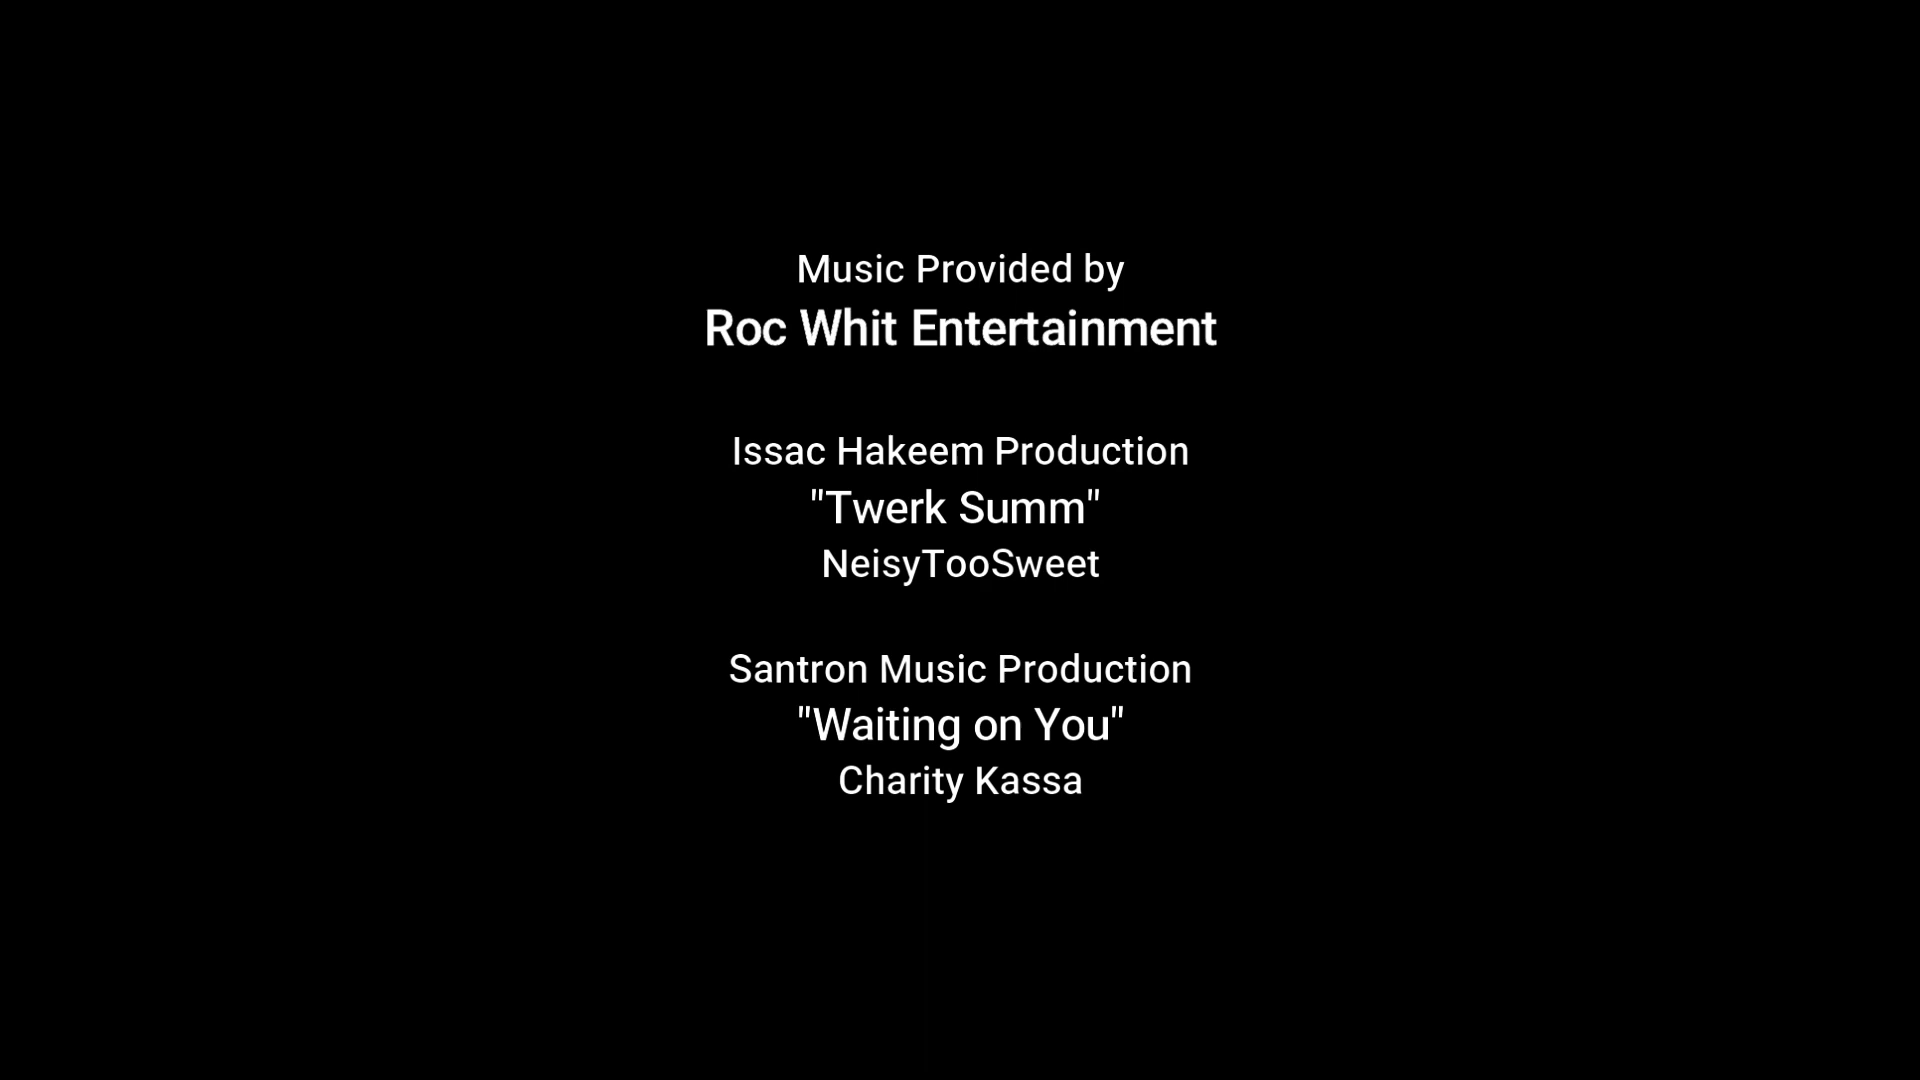 Music Provided by
Roc Whit Entertainment
Issac Hakeem Production
"Twerk Summ"
NeisyTooSweet
Santron Music Production
"Waiting on You"
Charity Kassa